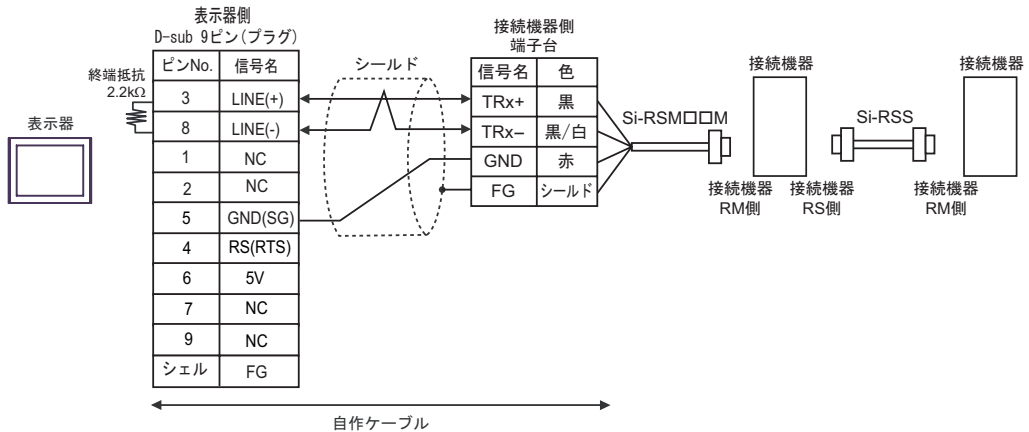 表示器側
D-sub 9ピン(プラグ)
ピンNo. 信号名
3 LINE(+)
8 LINE(-)
1 NC
2 NC
5 GND(SG)
4 RS(RTS)
6 5V
7 NC
9 NC
シェル FG
終端抵抗
2.2kΩ
表示器
シールド
接続機器側
端子台
信号名 色
TRx+ 黒
TRx− 黒/白
GND 赤
FG シールド
Si-RSM□□M
接続機器
Si-RSS
接続機器
接続機器
RM側
接続機器
RS側
接続機器
RM側
自作ケーブル